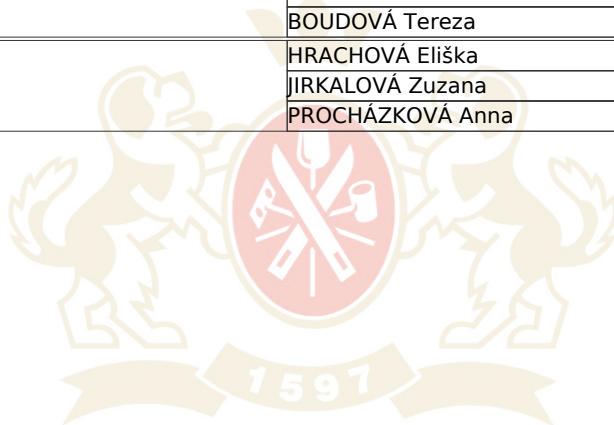 BOUDOVÁ Tereza
HRACHOVÁ Eliška
JIRKALOVÁ Zuzana
PROCHÁZKOVÁ Anna
1597